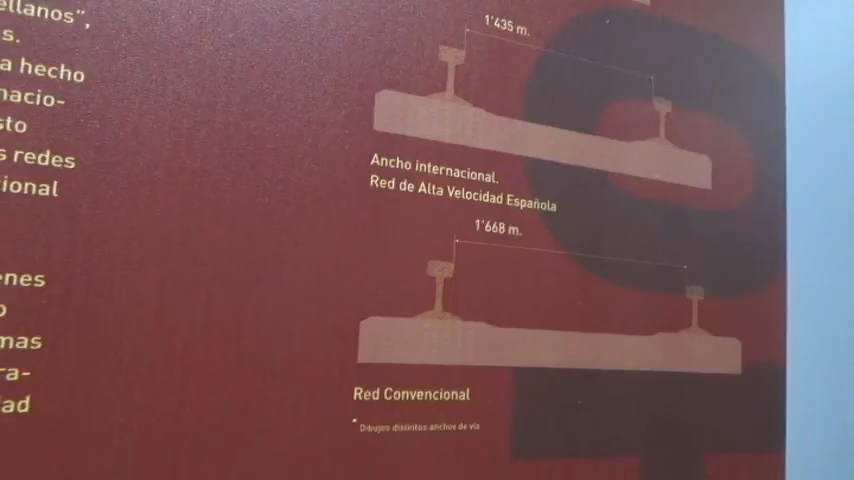 ellanos",
s.
a hecho
nacio-
sto
s redes
ional
enes
o
mas
ra-
ad
1'435 m.
Ancho internacional.
Red de Alta Velocidad Española
1'668 m.
Red Convencional
* Dibujos distintos anchos de vía